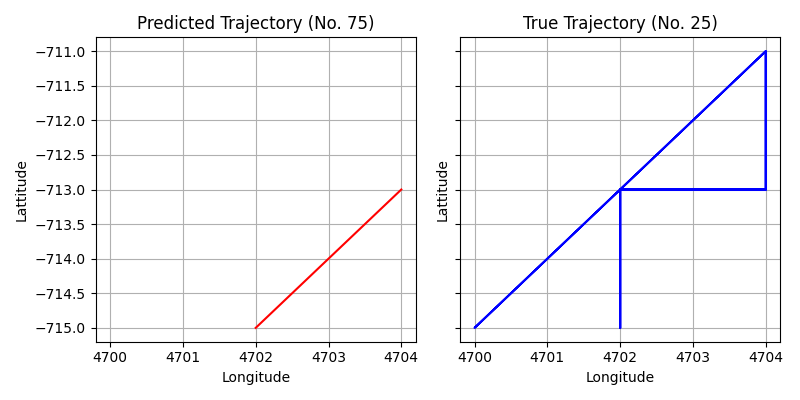 Predicted Trajectory (No. 75)
Lattitude
−711.0
−711.5
−712.0
−712.5
−713.0
−713.5
−714.0
−714.5
−715.0
4700 4701 4702 4703 4704
Longitude
True Trajectory (No. 25)
Lattitude
4700 4701 4702 4703 4704
Longitude